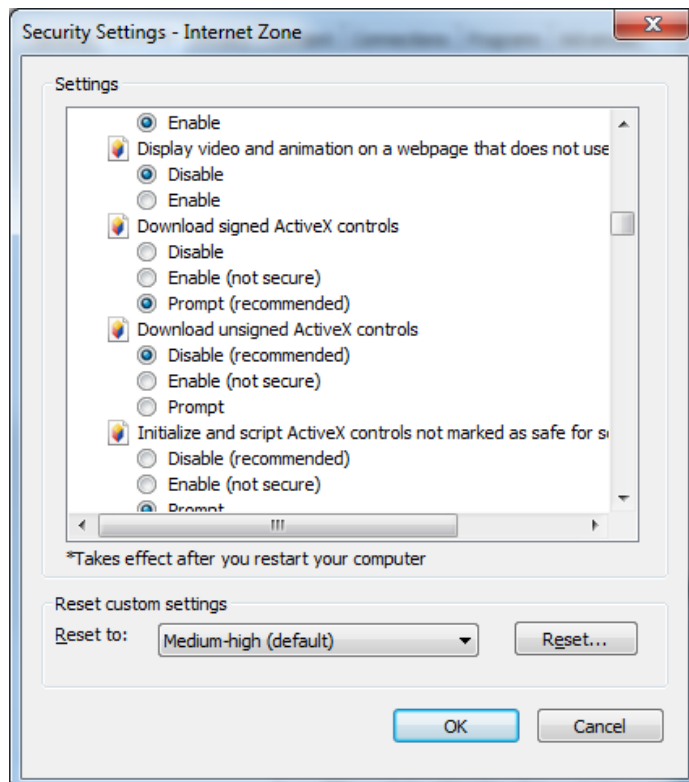 Security Settings - Internet Zone
Settings
Enable
Display video and animation on a webpage that does not use
Disable
Enable
Download signed ActiveX controls
Disable
Enable (not secure)
Prompt (recommended)
Download unsigned ActiveX controls
Disable (recommended)
Enable (not secure)
Prompt
Initialize and script ActiveX controls not marked as safe for
Disable (recommended)
Enable (not secure)
Prompt
*Takes effect after you restart your computer
Reset custom settings
Reset to:
Medium-high (default)
Reset...
OK
Cancel